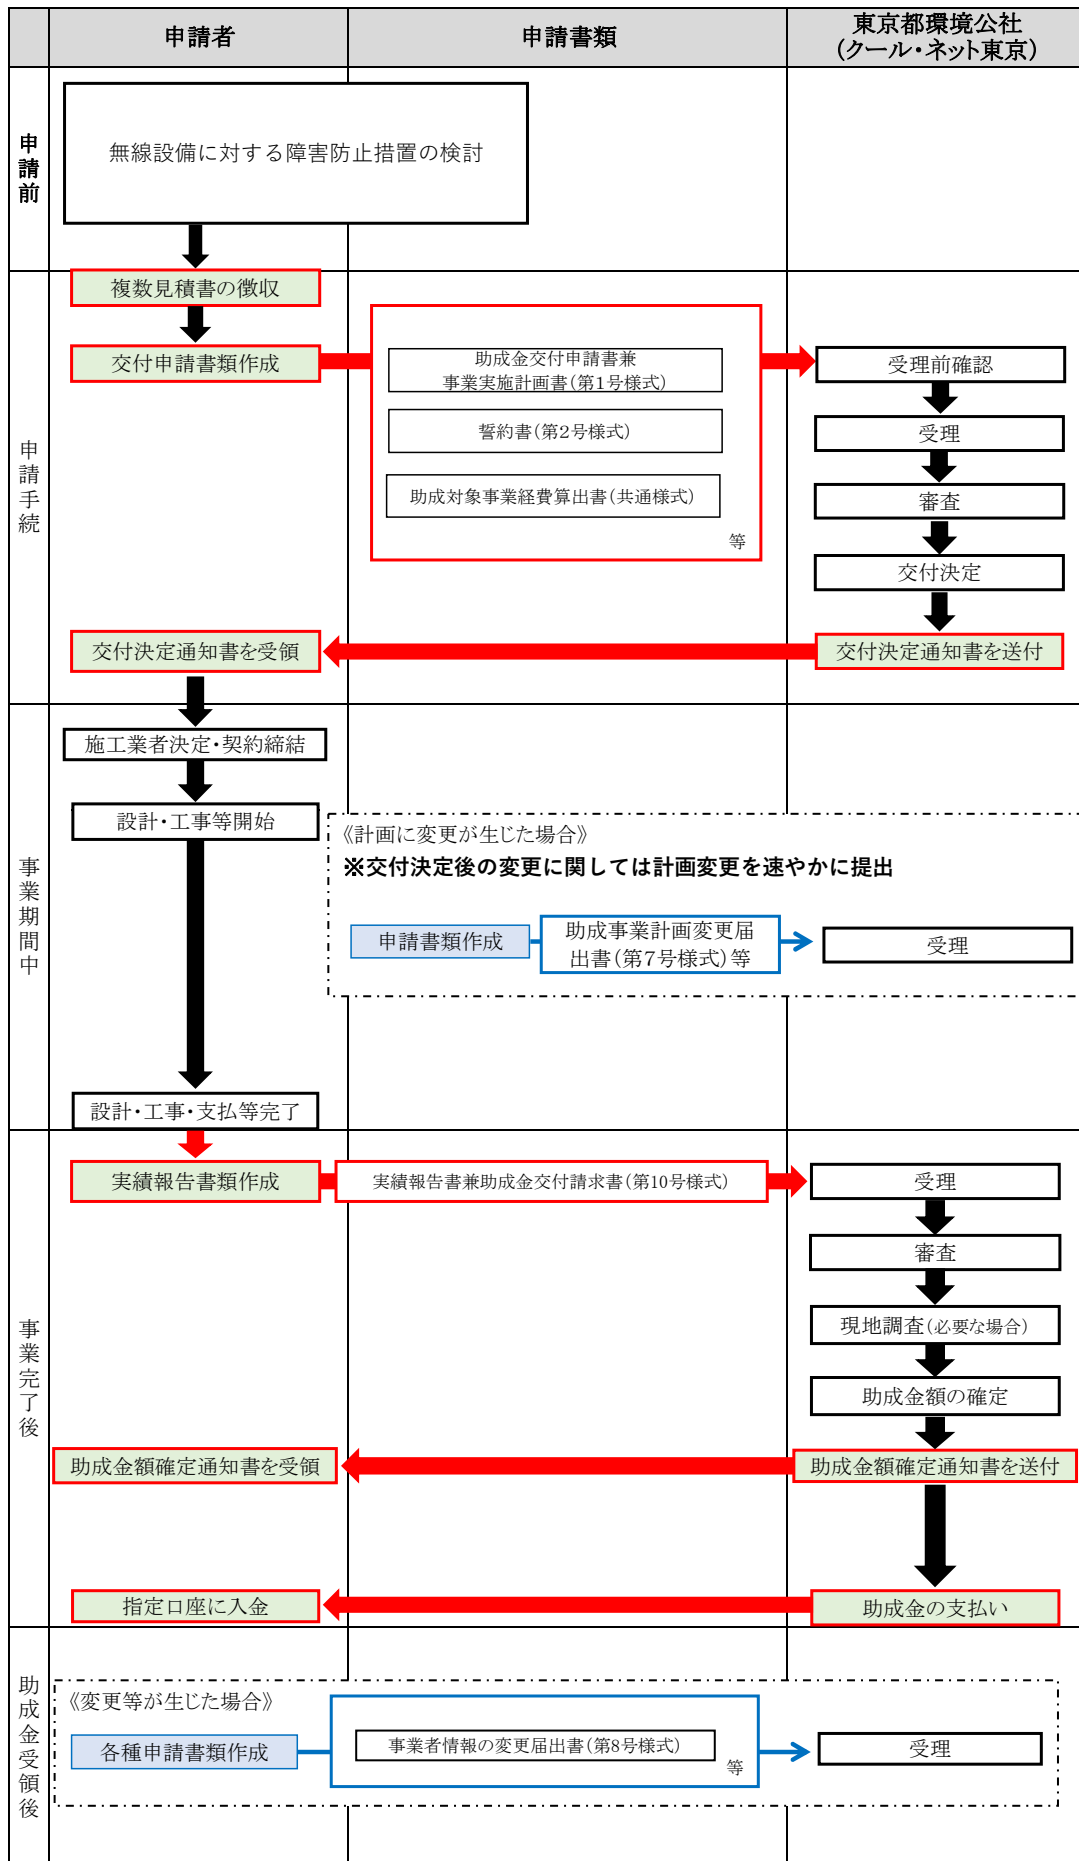 申請者
申請書類
東京都環境公社
(クール・ネット東京)
申請前
無線設備に対する障害防止措置の検討
申請手続
複数見積書の徴収
交付申請書類作成
助成金交付申請書兼
事業実施計画書(第1号様式)
誓約書(第2号様式)
助成対象事業経費算出書(共通様式)
等
受理前確認
受理
審査
交付決定
交付決定通知書を受領
交付決定通知書を送付
事業期間中
施工業者決定・契約締結
設計・工事等開始
《計画に変更が生じた場合》
※交付決定後の変更に関しては計画変更を速やかに提出
申請書類作成
助成事業計画変更届
出書(第7号様式)等
受理
設計・工事・支払等完了
事業完了後
実績報告書類作成
実績報告書兼助成金交付請求書(第10号様式)
受理
審査
現地調査(必要な場合)
助成金額の確定
助成金額確定通知書を受領
助成金額確定通知書を送付
指定口座に入金
助成金の支払い
助成金受領後
《変更等が生じた場合》
各種申請書類作成
事業者情報の変更届出書(第8号様式)
等
受理